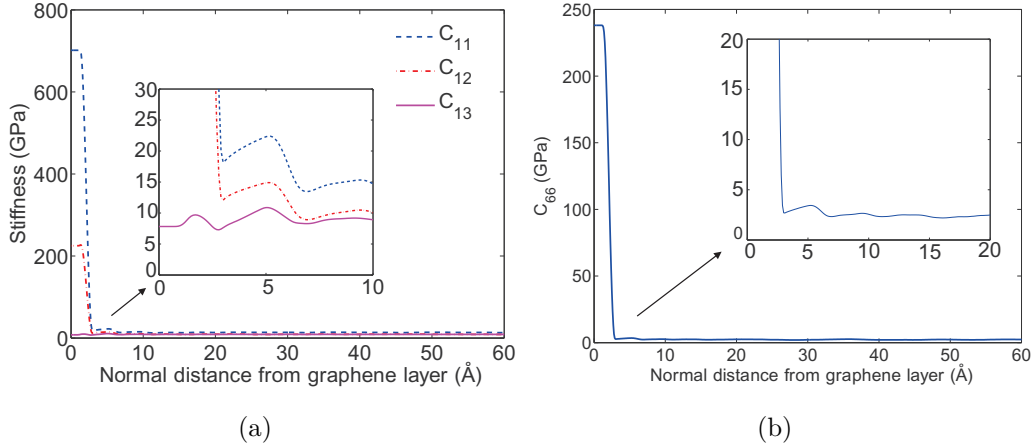 800
600
400
200
0
Stiffness (GPa)
C11
C12
C13
30
25
20
15
10
5
0
0 5 10
0 10 20 30 40 50 60
Normal distance from graphene layer (Å)
(a)
250
200
150
100
50
0
C66 (GPa)
20
15
10
5
0
0 5 10 15 20
0 10 20 30 40 50 60
Normal distance from graphene layer (Å)
(b)